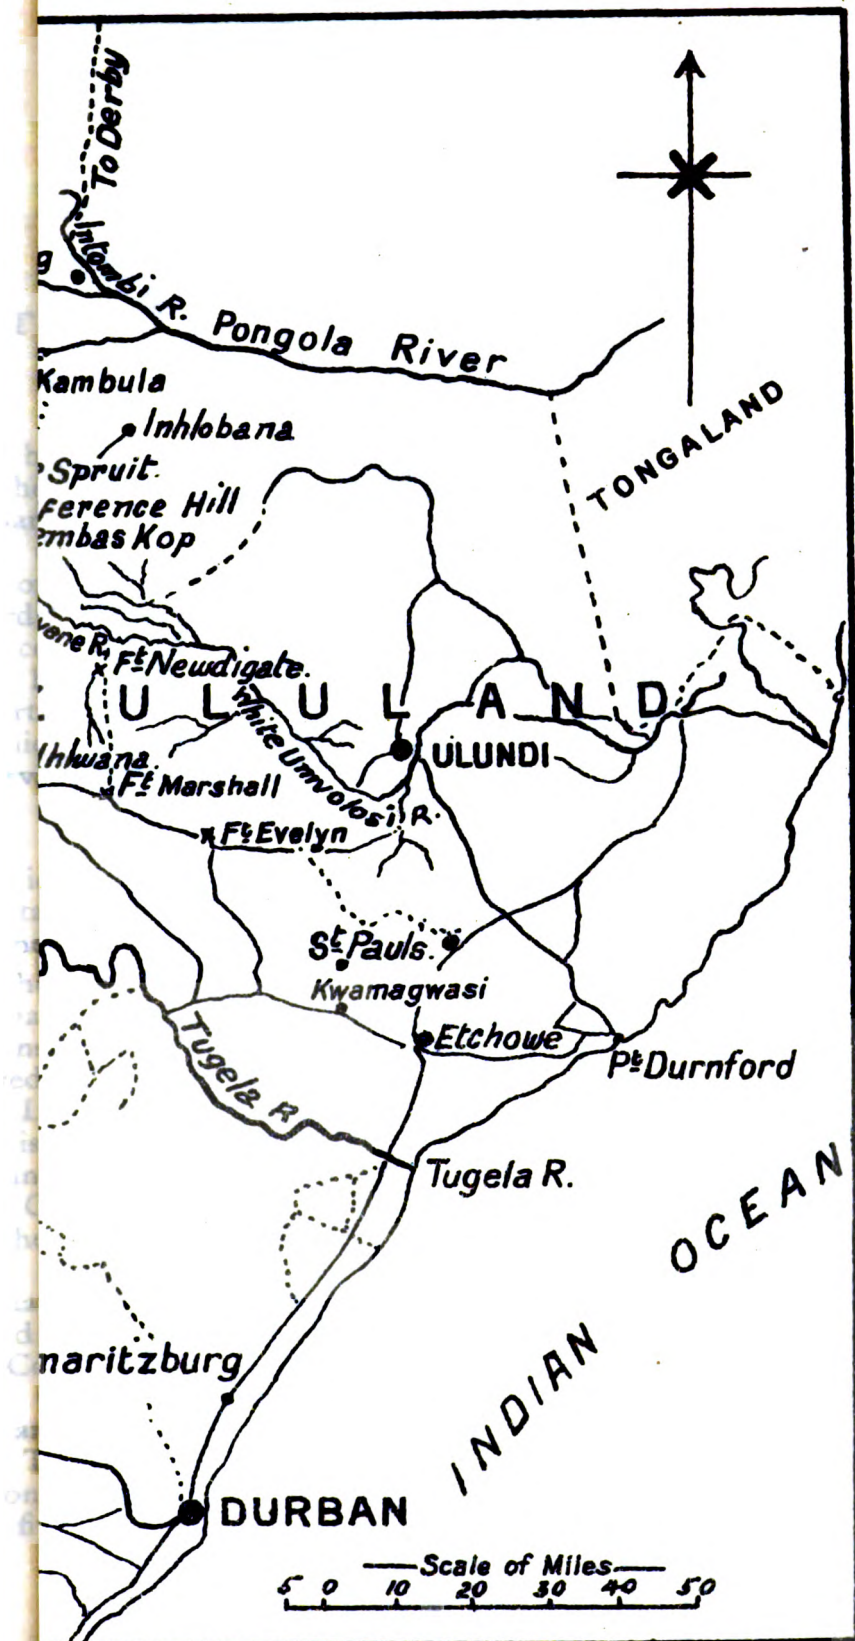 To Derby
g
Intombi R.
Pongola River
Kambula
Inhlobana
Spruit.
ference Hill
embas Kop
TONGALAND
vane R.
Ft Newdigate.
ULULAND
White Umvolosi R.
ULUNDI
lhlwana.
Ft Marshall
Ft Evelyn
St Pauls.
Kwamagwasi
Etchowe
Pt Durnford
Tugela R
Tugela R.
INDIAN OCEAN
maritzburg
DURBAN
Scale of Miles
5 0 10 20 30 40 50